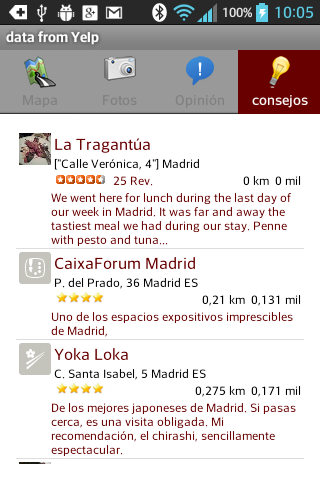 100% 10:05
data from Yelp
Mapa Fotos Opinión consejos
La Tragantúa
["Calle Verónica, 4"] Madrid
25 Rev. 0 km 0 mil
We went here for lunch during the last day of
our week in Madrid. It was far and away the
tastiest meal we had during our stay. Penne
with pesto and tuna...
CaixaForum Madrid
P. del Prado, 36 Madrid ES
0,21 km 0,131 mil
Uno de los espacios expositivos imprescibles
de Madrid,
Yoka Loka
C. Santa Isabel, 5 Madrid ES
0,275 km 0,171 mil
De los mejores japoneses de Madrid. Si pasas
cerca, es una visita obligada. Mi
recomendación, el chirashi, sencillamente
espectacular.